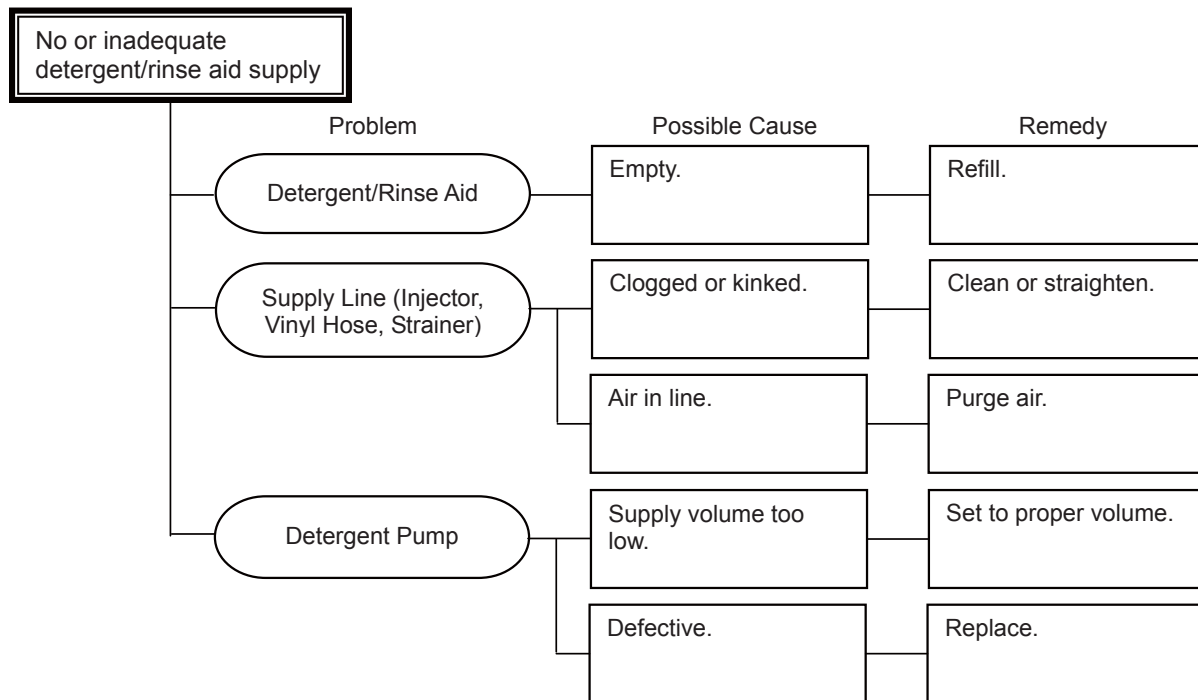 No or inadequate
detergent/rinse aid supply
Problem
Possible Cause
Remedy
Detergent/Rinse Aid
Empty.
Refill.
Supply Line (Injector,
Vinyl Hose, Strainer)
Clogged or kinked.
Clean or straighten.
Air in line.
Purge air.
Detergent Pump
Supply volume too
low.
Set to proper volume.
Defective.
Replace.